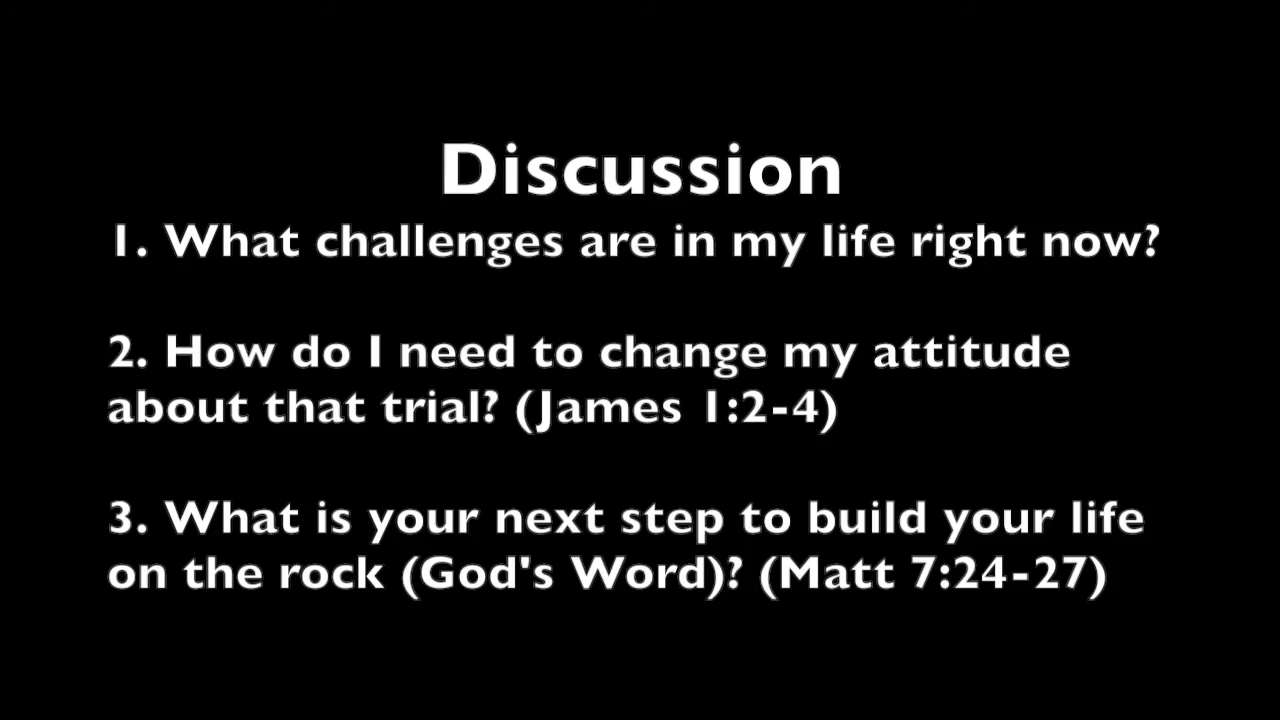 Discussion
1. What challenges are in my life right now?
2. How do I need to change my attitude
about that trial? (James 1:2-4)
3. What is your next step to build your life
on the rock (God's Word)? (Matt 7:24-27)